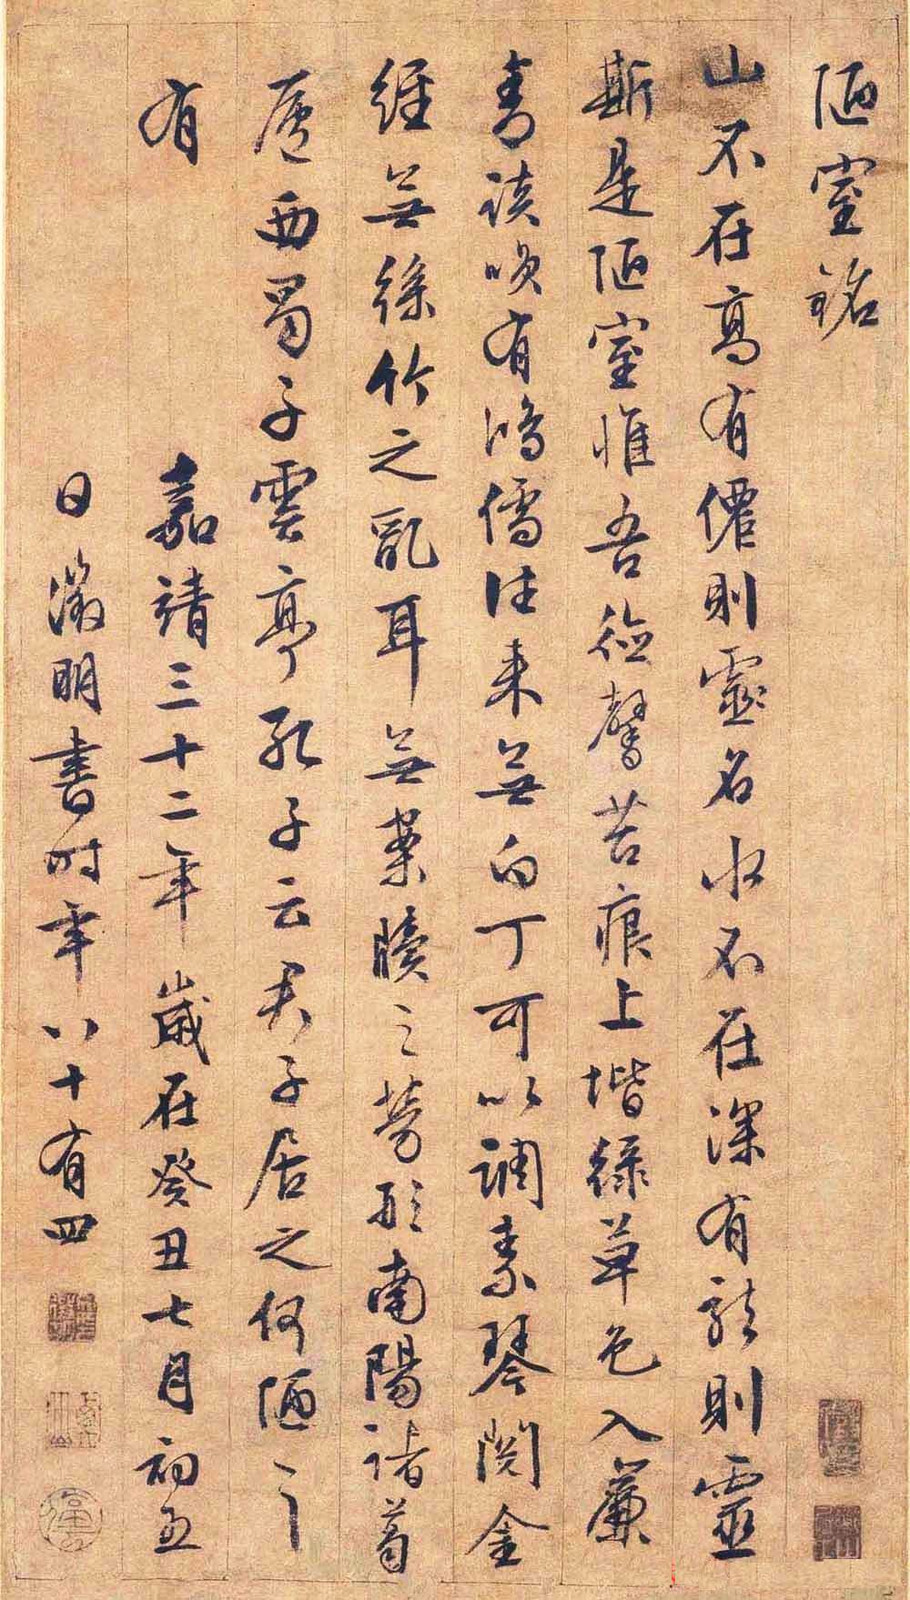 陋室銘
山不在高有僊則靈名水不在深有龍則靈
斯是陋室惟吾德馨苔痕上堦綠草色入簾
青談唉有鴻儒往来無白丁可以調素琴閱金
経無絲竹之亂耳無案牘之勞形南陽諸葛
廬西蜀子雲亭孔子云君子居之何陋之
有
嘉靖三十二年歲在癸丑七月初五
日徵明書時年八十有四